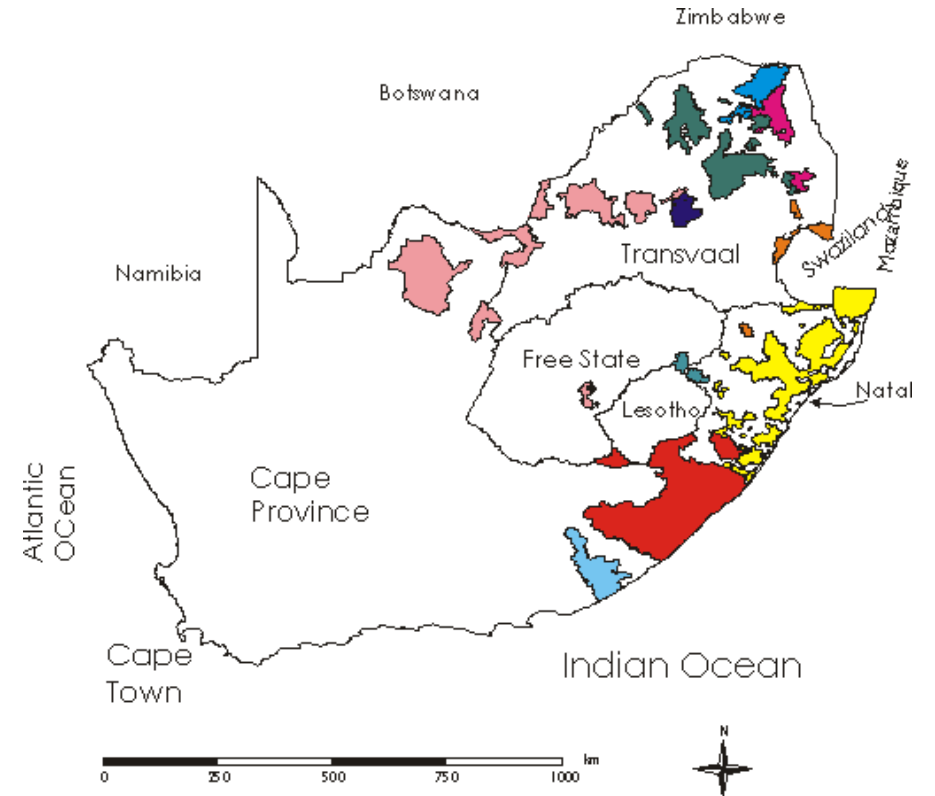 Zimbabwe
Botswana
Mazambique
Swaziland
Transvaal
Namibia
Free State
Natal
Lesotho
Cape
Province
Atlantic
OCean
Cape
Town
Indian Ocean
N
km
0 250 500 750 1000